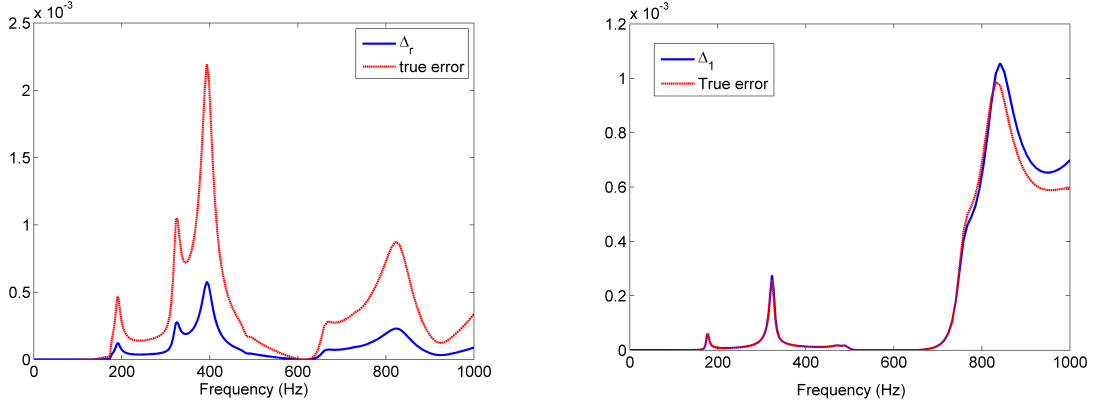 x 10⁻³
2.5
2
1.5
1
0.5
0
0 200 400 600 800 1000
Frequency (Hz)
Δr
true error
x 10⁻³
1.2
1
0.8
0.6
0.4
0.2
0
0 200 400 600 800 1000
Frequency (Hz)
Δ1
True error